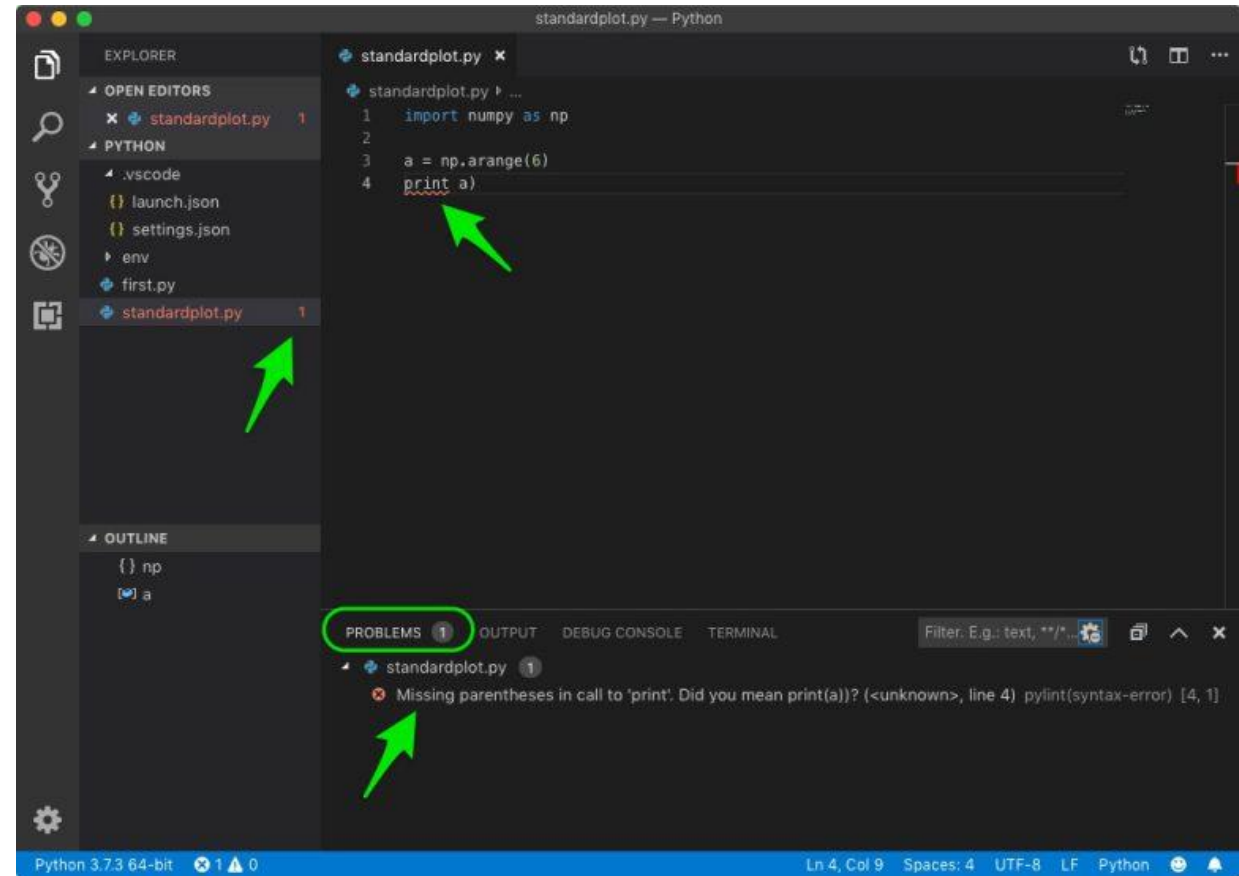 standardplot.py — Python
EXPLORER
OPEN EDITORS
standardplot.py 1
PYTHON
.vscode
{} launch.json
{} settings.json
env
first.py
standardplot.py 1
OUTLINE
{} np
a
standardplot.py
standardplot.py ...
1 import numpy as np
2
3 a = np.arange(6)
4 print a)
PROBLEMS 1 OUTPUT DEBUG CONSOLE TERMINAL Filter. E.g.: text, **/*...
standardplot.py 1
Missing parentheses in call to 'print'. Did you mean print(a))? (<unknown>, line 4) pylint(syntax-error) [4, 1]
Python 3.7.3 64-bit 1 0 Ln 4, Col 9 Spaces: 4 UTF-8 LF Python